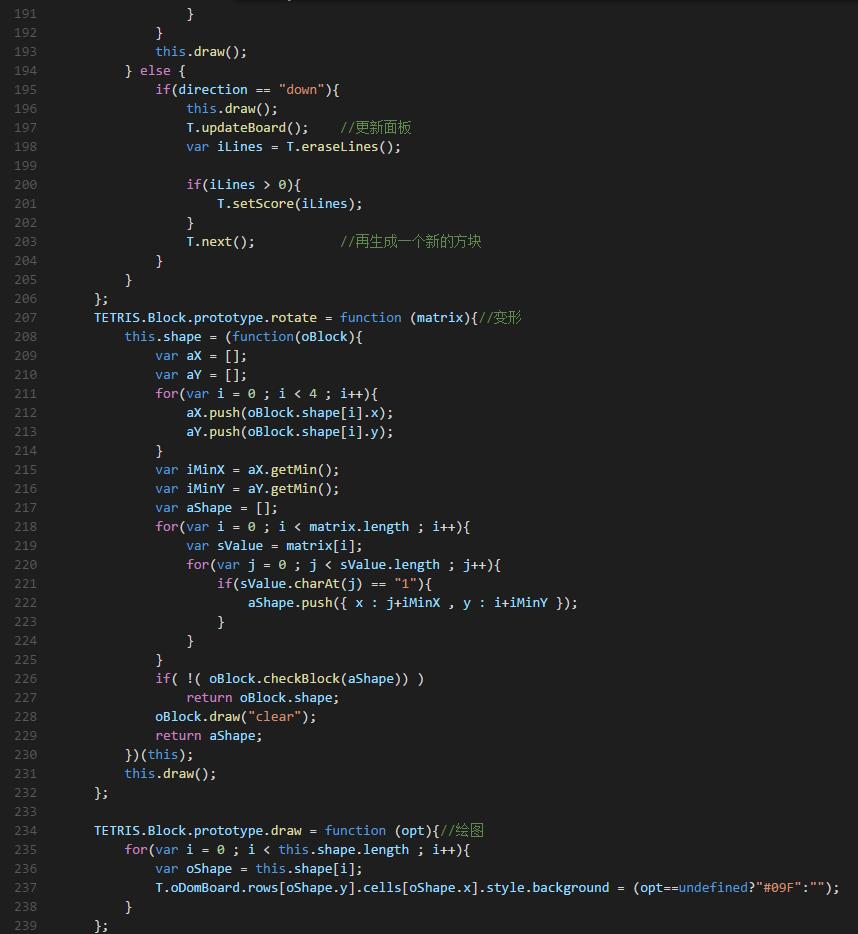 191                    }
192                }
193                this.draw();
194            } else {
195                if(direction == "down"){
196                    this.draw();
197                    T.updateBoard();    //更新面板
198                    var iLines = T.eraseLines();
199
200                    if(iLines > 0){
201                        T.setScore(iLines);
202                    }
203                    T.next();           //再生成一个新的方块
204                }
205            }
206        };
207        TETRIS.Block.prototype.rotate = function (matrix){//变形
208            this.shape = (function(oBlock){
209                var aX = [];
210                var aY = [];
211                for(var i = 0 ; i < 4 ; i++){
212                    aX.push(oBlock.shape[i].x);
213                    aY.push(oBlock.shape[i].y);
214                }
215                var iMinX = aX.getMin();
216                var iMinY = aY.getMin();
217                var aShape = [];
218                for(var i = 0 ; i < matrix.length ; i++){
219                    var sValue = matrix[i];
220                    for(var j = 0 ; j < sValue.length ; j++){
221                        if(sValue.charAt(j) == "1"){
222                            aShape.push({ x : j+iMinX , y : i+iMinY });
223                        }
224                    }
225                }
226                if( !( oBlock.checkBlock(aShape)) )
227                    return oBlock.shape;
228                oBlock.draw("clear");
229                return aShape;
230            })(this);
231            this.draw();
232        };
233
234        TETRIS.Block.prototype.draw = function (opt){//绘图
235            for(var i = 0 ; i < this.shape.length ; i++){
236                var oShape = this.shape[i];
237                T.oDomBoard.rows[oShape.y].cells[oShape.x].style.background = (opt==undefined?"#09F":"");
238            }
239        };